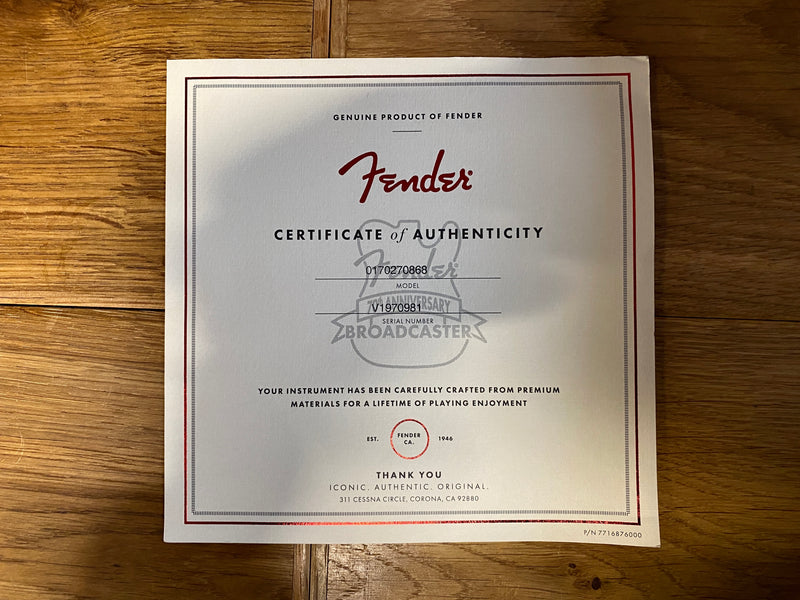 GENUINE PRODUCT OF FENDER
Fender
CERTIFICATE of AUTHENTICITY
0170270868
Fender
MODEL
70th ANNIVERSARY
V1970981
SERIAL NUMBER
BROADCASTER
YOUR INSTRUMENT HAS BEEN CAREFULLY CRAFTED FROM PREMIUM
MATERIALS FOR A LIFETIME OF PLAYING ENJOYMENT
EST. FENDER CA. 1946
THANK YOU
ICONIC. AUTHENTIC. ORIGINAL.
311 CESSNA CIRCLE, CORONA, CA 92880
P/N 7716876000